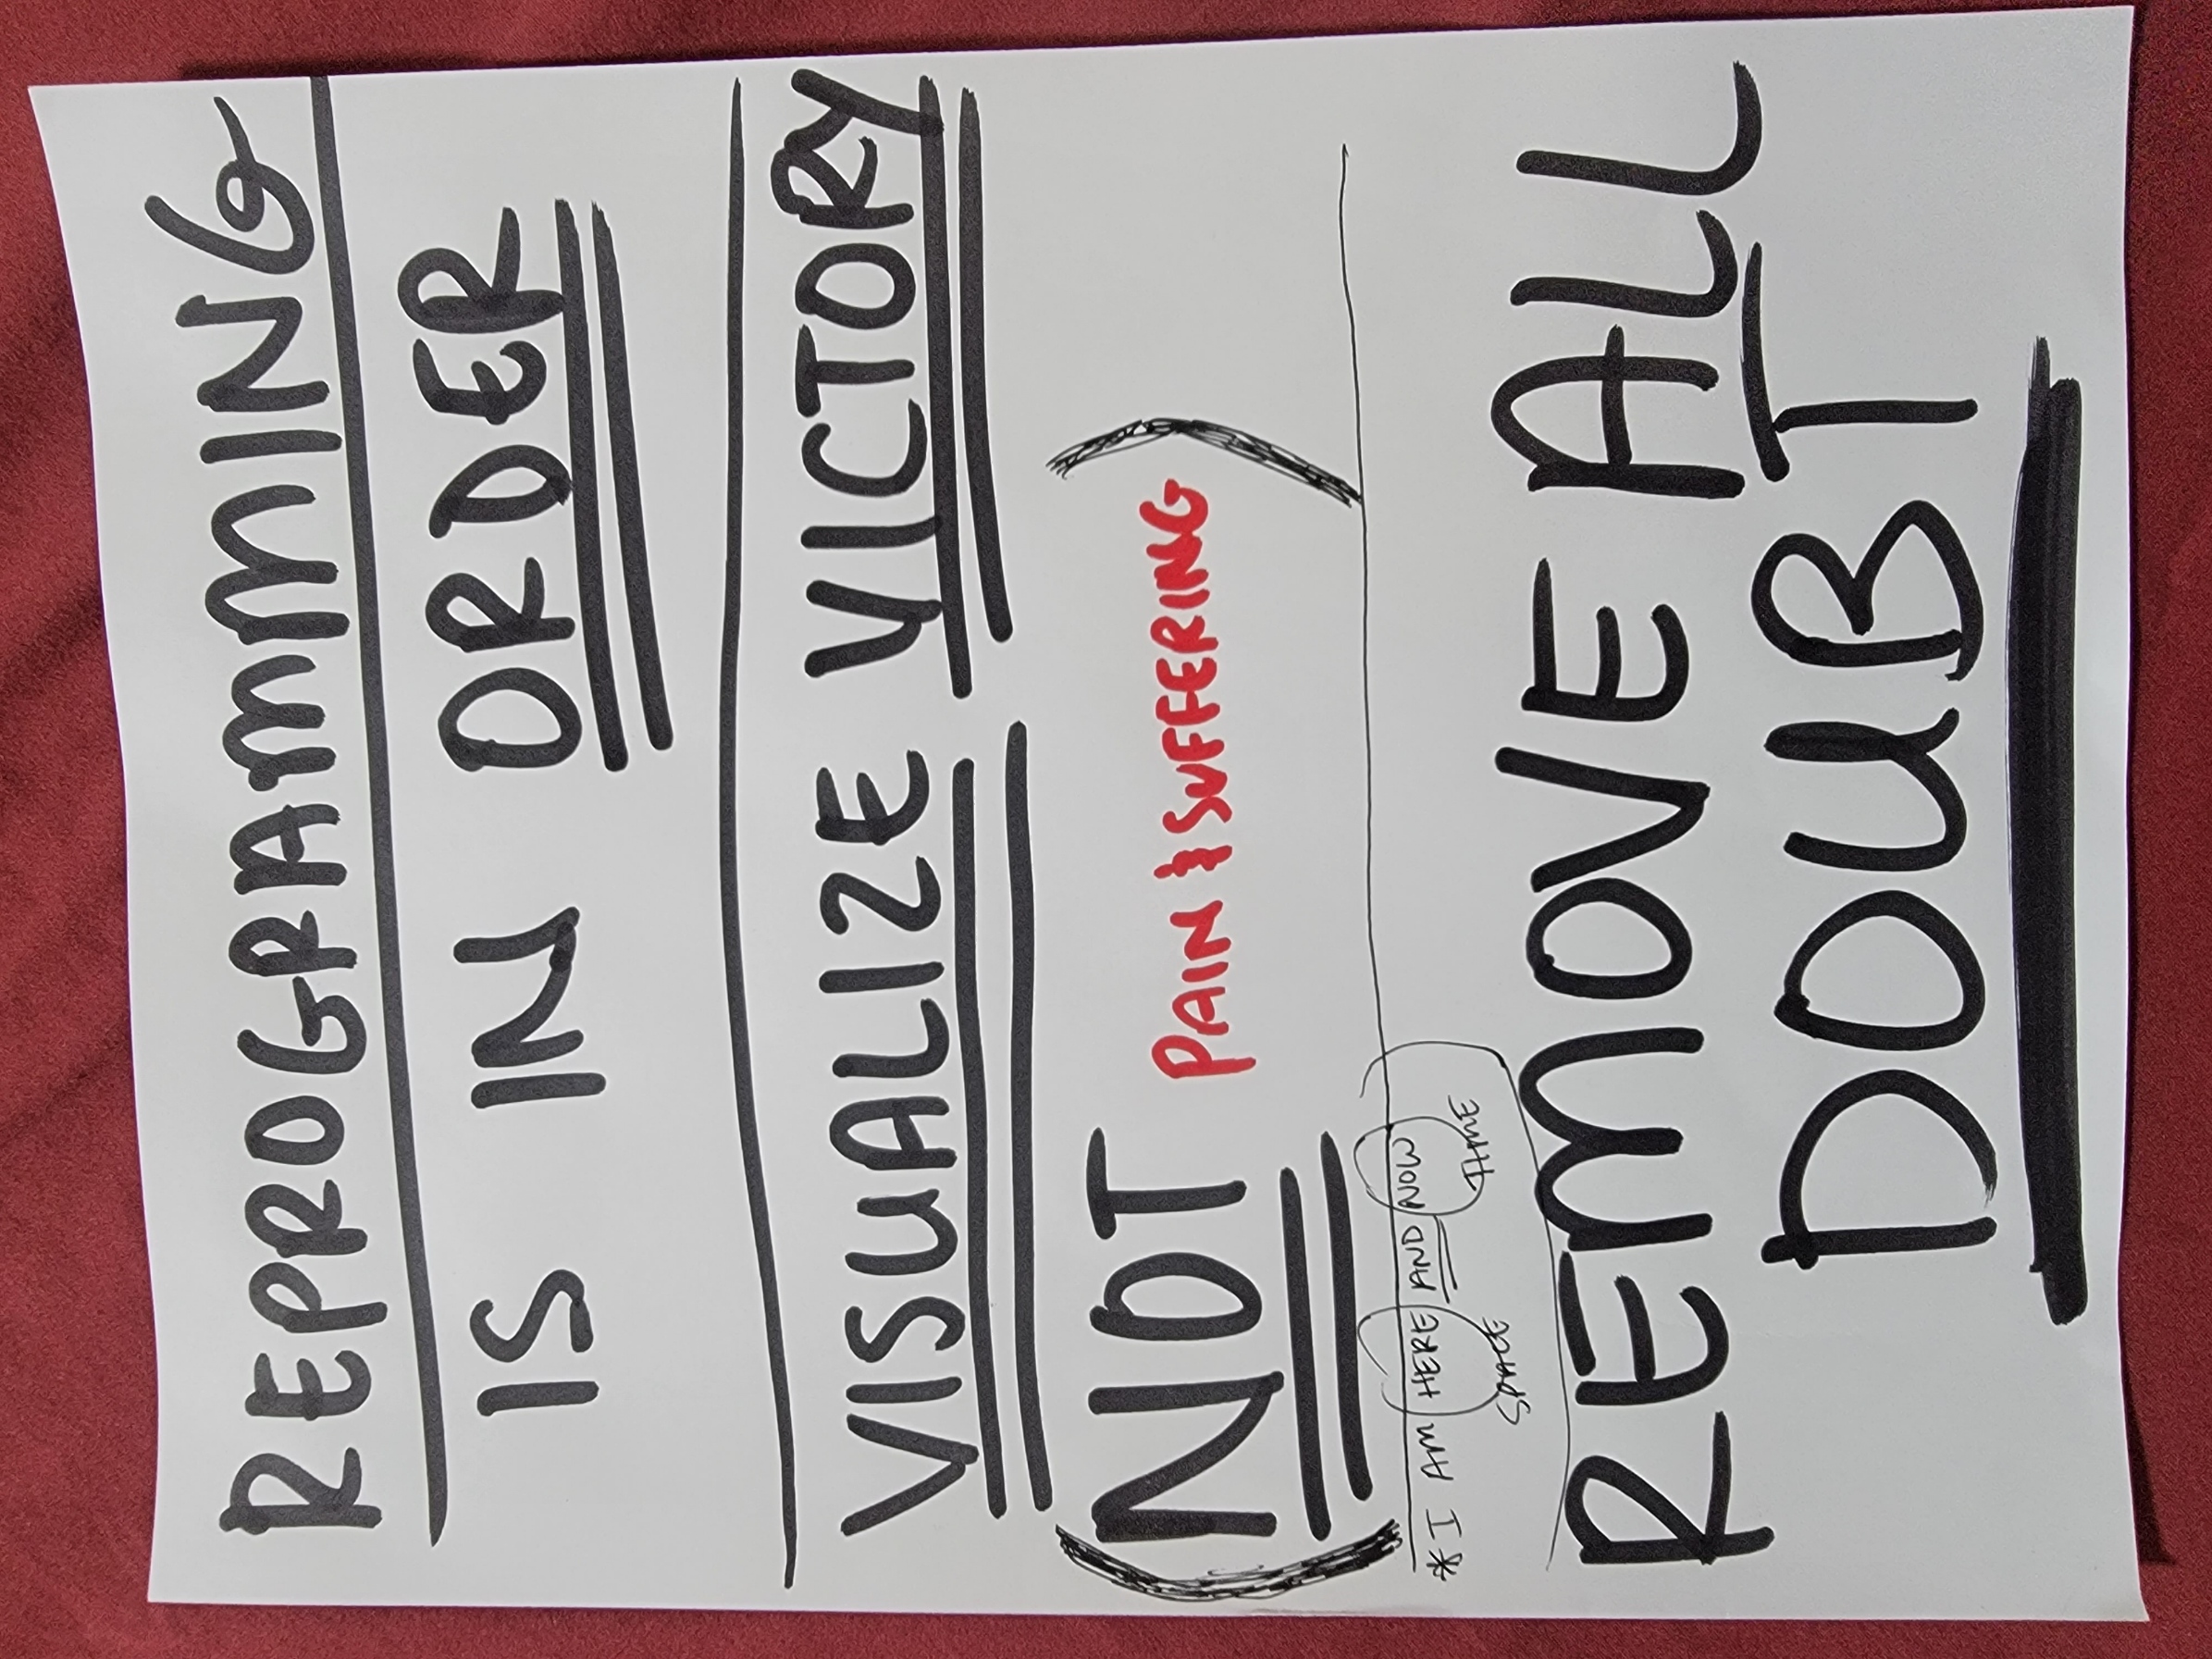 REPROGRAMMING
IS IN ORDER
VISUALIZE VICTORY
(NOT PAIN & SUFFERING)
*I AM HERE AND NOW
SPACE TIME
REMOVE ALL
DOUBT